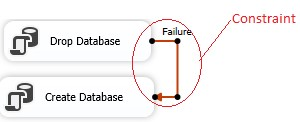 Constraint
Failure
Drop Database
Create Database